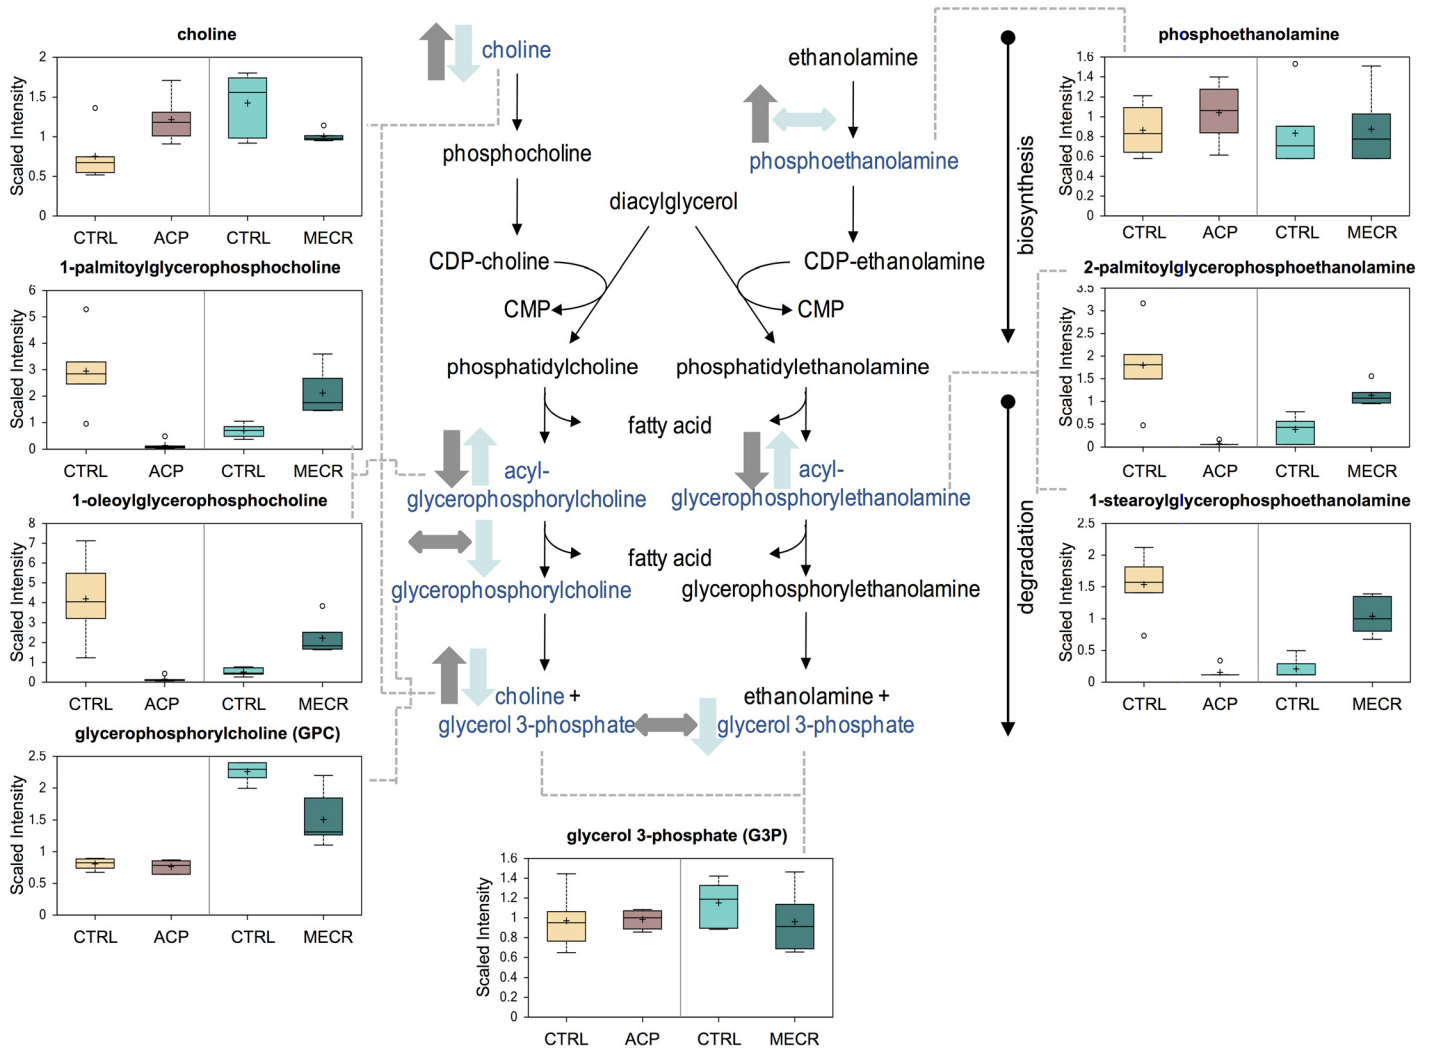 choline
Scaled Intensity
2
1.5
1
0.5
0
CTRL ACP CTRL MECR
1-palmitoylglycerophosphocholine
Scaled Intensity
6
5
4
3
2
1
0
CTRL ACP CTRL MECR
1-oleoylglycerophosphocholine
Scaled Intensity
8
7
6
5
4
3
2
1
0
CTRL ACP CTRL MECR
glycerophosphorylcholine (GPC)
Scaled Intensity
2.5
2
1.5
1
0.5
0
CTRL ACP CTRL MECR
choline
phosphocholine
CDP-choline
CMP
phosphatidylcholine
fatty acid
acyl-
glycerophosphorylcholine
fatty acid
glycerophosphorylcholine
choline +
glycerol 3-phosphate
diacylglycerol
ethanolamine
phosphoethanolamine
CDP-ethanolamine
CMP
phosphatidylethanolamine
acyl-
glycerophosphorylethanolamine
glycerophosphorylethanolamine
ethanolamine +
glycerol 3-phosphate
biosynthesis
degradation
glycerol 3-phosphate (G3P)
Scaled Intensity
1.6
1.4
1.2
1
0.8
0.6
0.4
0.2
0
CTRL ACP CTRL MECR
phosphoethanolamine
Scaled Intensity
1.6
1.4
1.2
1
0.8
0.6
0.4
0.2
0
CTRL ACP CTRL MECR
2-palmitoylglycerophosphoethanolamine
Scaled Intensity
3.5
3
2.5
2
1.5
1
0.5
0
CTRL ACP CTRL MECR
1-stearoylglycerophosphoethanolamine
Scaled Intensity
2.5
2
1.5
1
0.5
0
CTRL ACP CTRL MECR